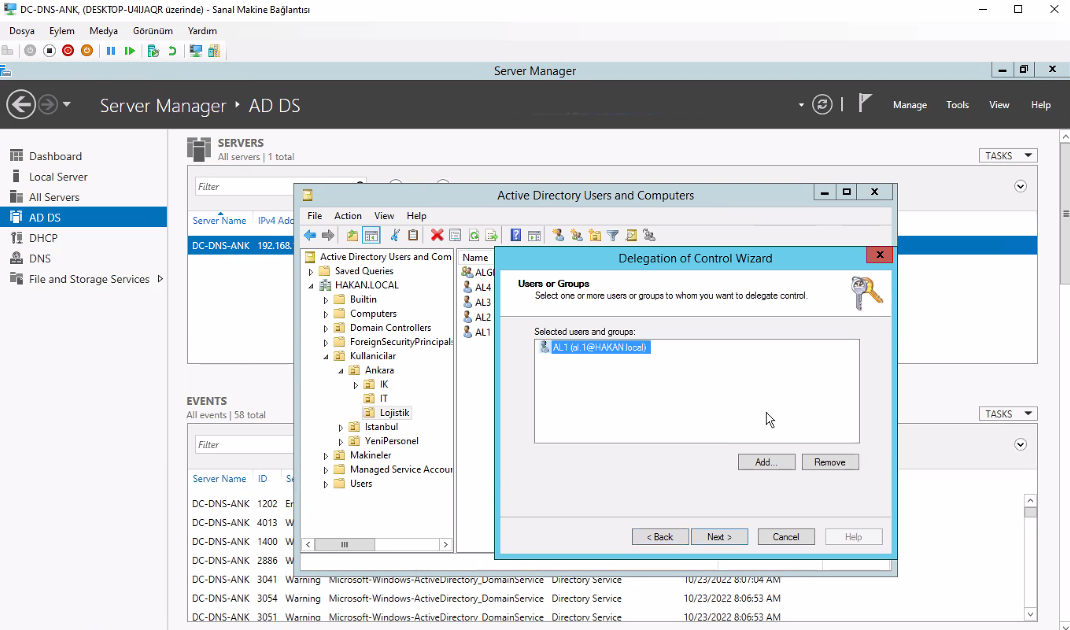 DC-DNS-ANK, (DESKTOP-U4IJAQR üzerinde) - Sanal Makine Bağlantısı
Dosya Eylem Medya Görünüm Yardım
Server Manager
Server Manager AD DS
Manage Tools View Help
Dashboard
Local Server
All Servers
AD DS
DHCP
DNS
File and Storage Services
SERVERS
All servers | 1 total
TASKS
Filter
Server Name IPv4 Add
DC-DNS-ANK 192.168.
EVENTS
All events | 58 total
TASKS
Filter
Server Name ID Se
DC-DNS-ANK 1202 Er
DC-DNS-ANK 4013 W
DC-DNS-ANK 1400 W
DC-DNS-ANK 2886 W
DC-DNS-ANK 3041 Warning Microsoft-Windows-ActiveDirectory_DomainService Directory Service 10/23/2022 8:07:04 AM
DC-DNS-ANK 3054 Warning Microsoft-Windows-ActiveDirectory_DomainService Directory Service 10/23/2022 8:06:53 AM
DC-DNS-ANK 3051 Warning Microsoft-Windows-ActiveDirectory_DomainService Directory Service 10/23/2022 8:06:53 AM
Active Directory Users and Computers
File Action View Help
Active Directory Users and Com
Saved Queries
HAKAN.LOCAL
Builtin
Computers
Domain Controllers
ForeignSecurityPrincipals
Kullanicilar
Ankara
IK
IT
Lojistik
Istanbul
YeniPersonel
Makineler
Managed Service Accour
Users
Name
AL4
AL3
AL2
AL1
Delegation of Control Wizard
Users or Groups
Select one or more users or groups to whom you want to delegate control.
Selected users and groups:
AL1 (al.1@HAKAN.local)
Add... Remove
< Back Next > Cancel Help